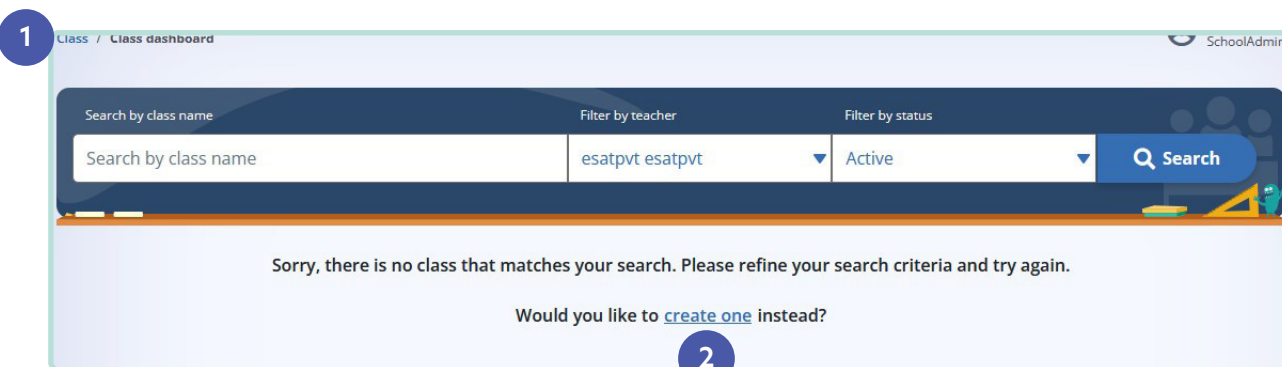 1
Class / Class dashboard
SchoolAdmin
Search by class name
Filter by teacher
Filter by status
Search by class name
esatpvt esatpvt
Active
Search
Sorry, there is no class that matches your search. Please refine your search criteria and try again.
Would you like to create one instead?
2